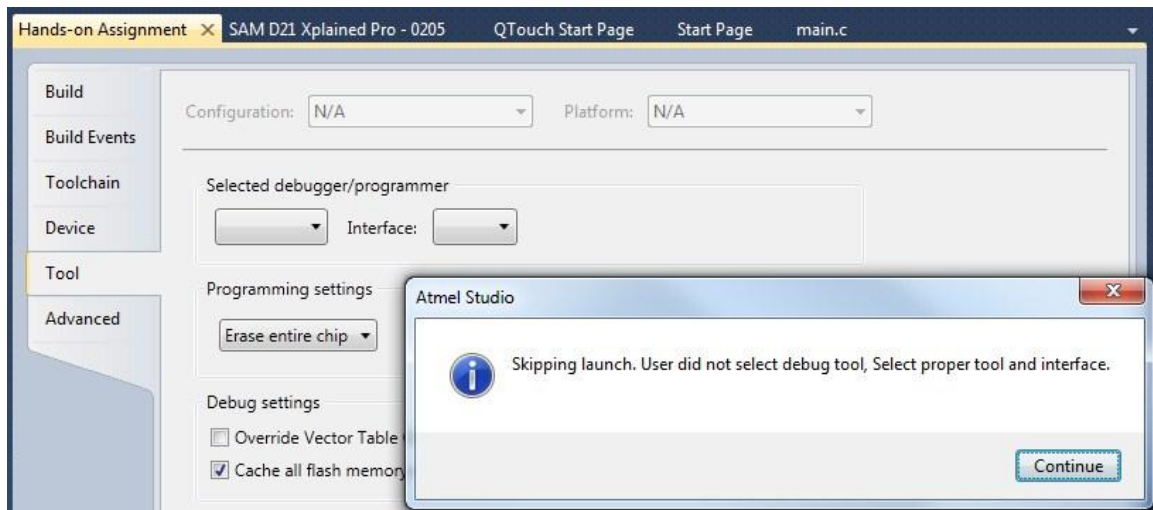 Hands-on Assignment SAM D21 Xplained Pro - 0205 QTouch Start Page Start Page main.c
Build
Build Events
Toolchain
Device
Tool
Advanced
Configuration: N/A Platform: N/A
Selected debugger/programmer
Interface:
Programming settings
Erase entire chip
Debug settings
Override Vector Table
Cache all flash memory
Atmel Studio
Skipping launch. User did not select debug tool, Select proper tool and interface.
Continue